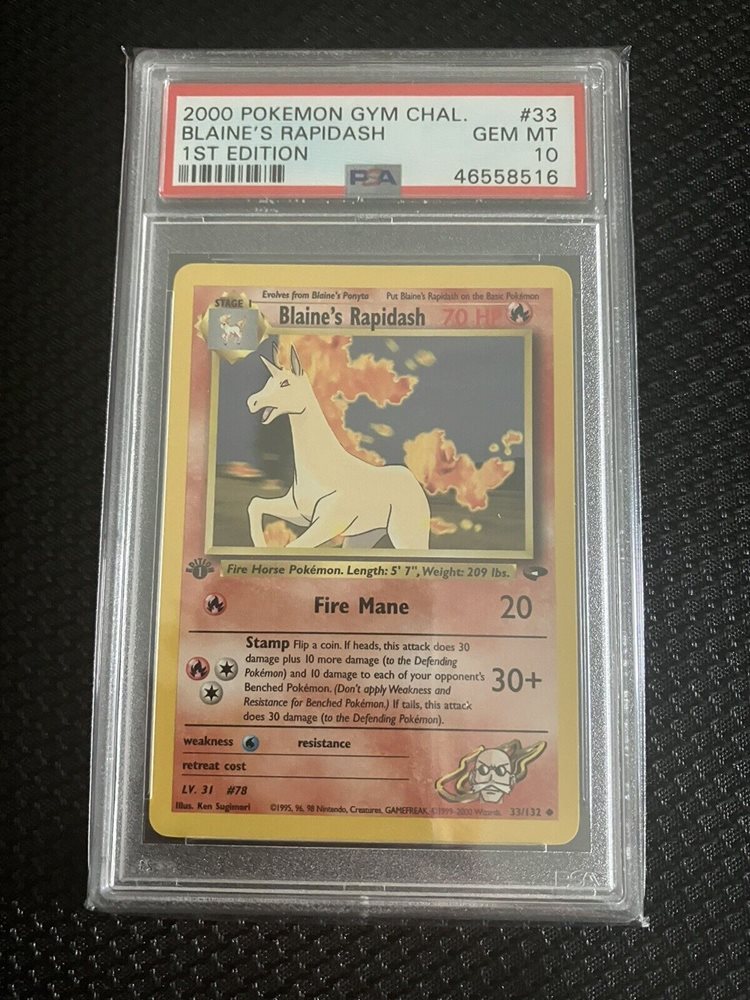 2000 POKEMON GYM CHAL. #33
BLAINE'S RAPIDASH GEM MT
1ST EDITION 10
PSA 46558516
Evolves from Blaine's Ponyta Put Blaine's Rapidash on the Basic Pokémon
STAGE 1
Blaine's Rapidash 70 HP
EDITION 1
Fire Horse Pokémon. Length: 5' 7", Weight: 209 lbs.
Fire Mane 20
Stamp Flip a coin. If heads, this attack does 30
damage plus 10 more damage (to the Defending
Pokémon) and 10 damage to each of your opponent's
Benched Pokémon. (Don't apply Weakness and
Resistance for Benched Pokémon.) If tails, this attack
does 30 damage (to the Defending Pokémon).
30+
weakness resistance
retreat cost
LV. 31 #78
Illus. Ken Sugimori ©1995, 96, 98 Nintendo, Creatures, GAMEFREAK. ©1999-2000 Wizards. 33/132